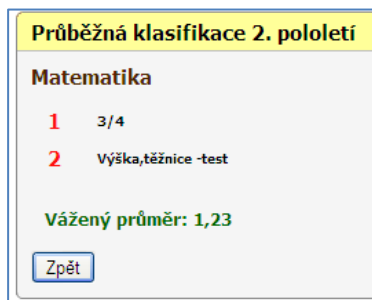 Průběžná klasifikace 2. pololetí
Matematika
1 3/4
2 Výška,těžnice -test
Vážený průměr: 1,23
Zpět